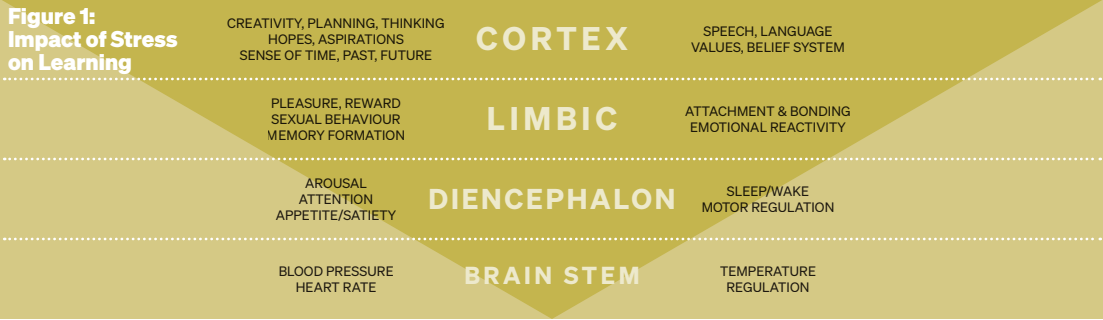 Figure 1:
Impact of Stress
on Learning
CREATIVITY, PLANNING, THINKING
HOPES, ASPIRATIONS
SENSE OF TIME, PAST, FUTURE
CORTEX
SPEECH, LANGUAGE
VALUES, BELIEF SYSTEM
PLEASURE, REWARD
SEXUAL BEHAVIOUR
MEMORY FORMATION
LIMBIC
ATTACHMENT & BONDING
EMOTIONAL REACTIVITY
AROUSAL
ATTENTION
APPETITE/SATIETY
DIENCEPHALON
SLEEP/WAKE
MOTOR REGULATION
BLOOD PRESSURE
HEART RATE
BRAIN STEM
TEMPERATURE
REGULATION